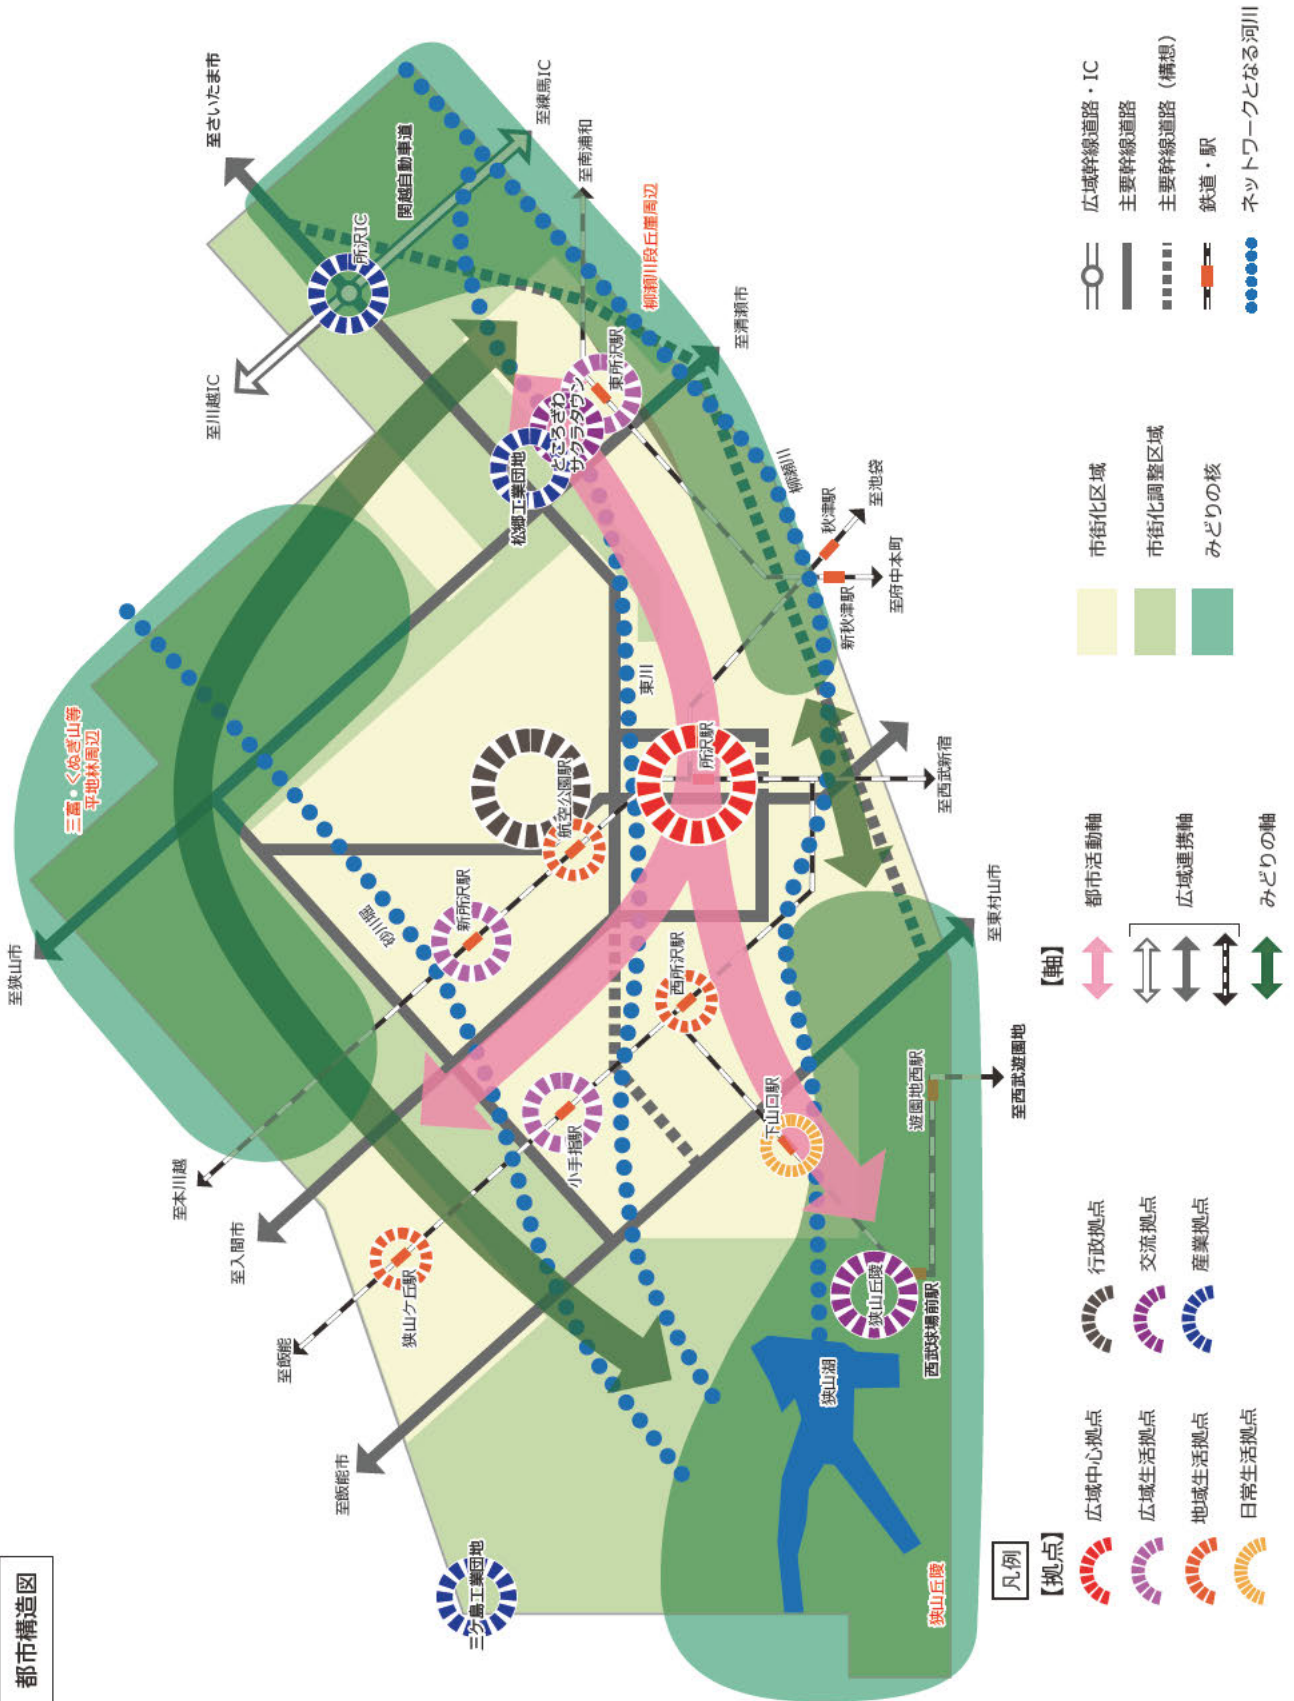 都市構造図
至さいたま市
至川越IC
所沢IC
関越自動車道
至練馬IC
至南浦和
柳瀬川段丘崖周辺
至清瀬市
東所沢駅
ところざわ
サクラタウン
松郷工業団地
柳瀬川
秋津駅
至池袋
新秋津駅
至府中本町
東川
所沢駅
至西武新宿
航空公園駅
新所沢駅
砂川堀
三富・くぬぎ山等
平地林周辺
至狭山市
至本川越
至入間市
至飯能
狭山ケ丘駅
小手指駅
西所沢駅
下山口駅
至東村山市
遊園地西駅
至西武遊園地
西武球場前駅
狭山丘陵
狭山湖
至飯能市
三ケ島工業団地
狭山丘陵
凡例
【拠点】
広域中心拠点
広域生活拠点
地域生活拠点
日常生活拠点
行政拠点
交流拠点
産業拠点
【軸】
都市活動軸
広域連携軸
みどりの軸
市街化区域
市街化調整区域
みどりの核
広域幹線道路・IC
主要幹線道路
主要幹線道路（構想）
鉄道・駅
ネットワークとなる河川